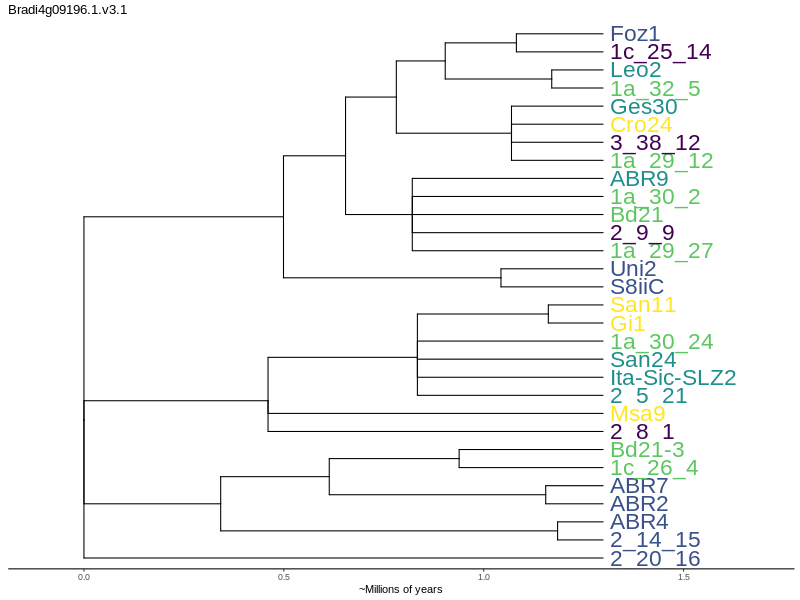 Bradi4g09196.1.v3.1
Foz1
1c_25_14
Leo2
1a_32_5
Ges30
Cro24
3_38_12
1a_29_12
ABR9
1a_30_2
Bd21
2_9_9
1a_29_27
Uni2
S8iiC
San11
Gi1
1a_30_24
San24
Ita-Sic-SLZ2
2_5_21
Msa9
2_8_1
Bd21-3
1c_26_4
ABR7
ABR2
ABR4
2_14_15
2_20_16
0.0 0.5 1.0 1.5
~Millions of years